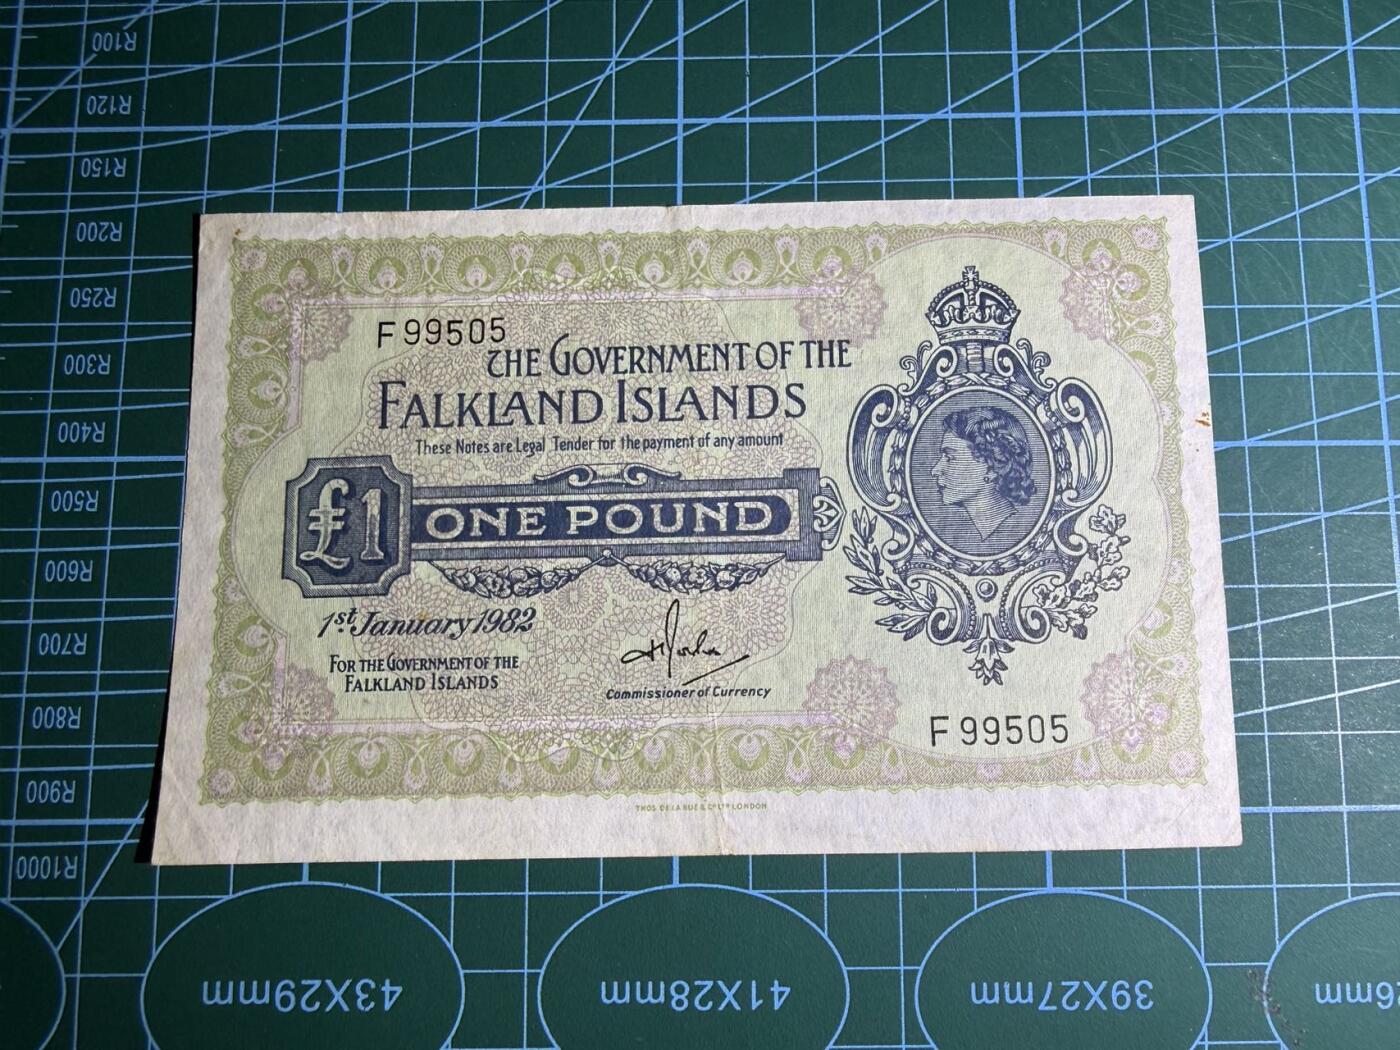 R100
R120
R150
R200
R250
R300
R400
R500
R600
R700
R800
R900
R1000
F 99505
THE GOVERNMENT OF THE
FALKLAND ISLANDS
These Notes are Legal Tender for the payment of any amount
£1
ONE POUND
1st January 1982
FOR THE GOVERNMENT OF THE
FALKLAND ISLANDS
Commissioner of Currency
F 99505
THOS. DE LA RUE & Cº Lᵀᴰ LONDON
43X29mm
41X28mm
39X27mm
6mm